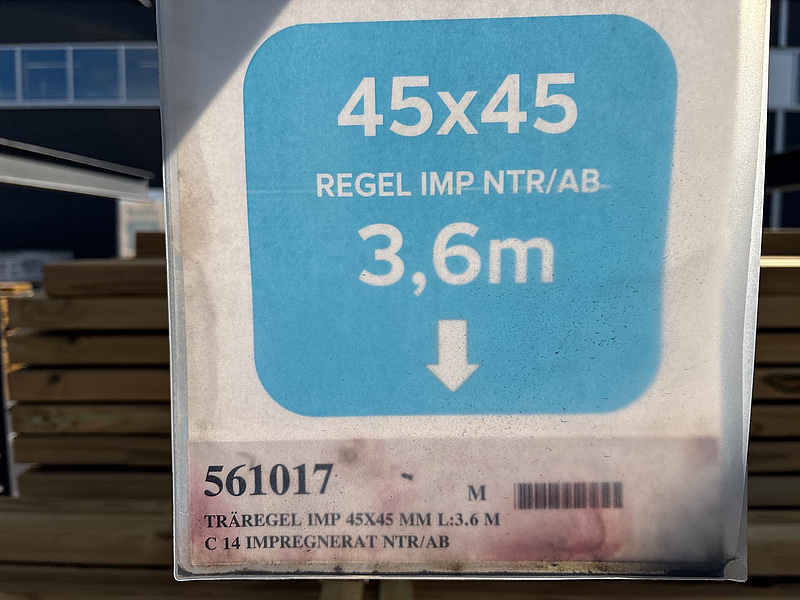 45x45
REGEL IMP NTR/AB
3,6m
561017
M
TRÄREGEL IMP 45X45 MM L:3.6 M
C 14 IMPREGNERAT NTR/AB